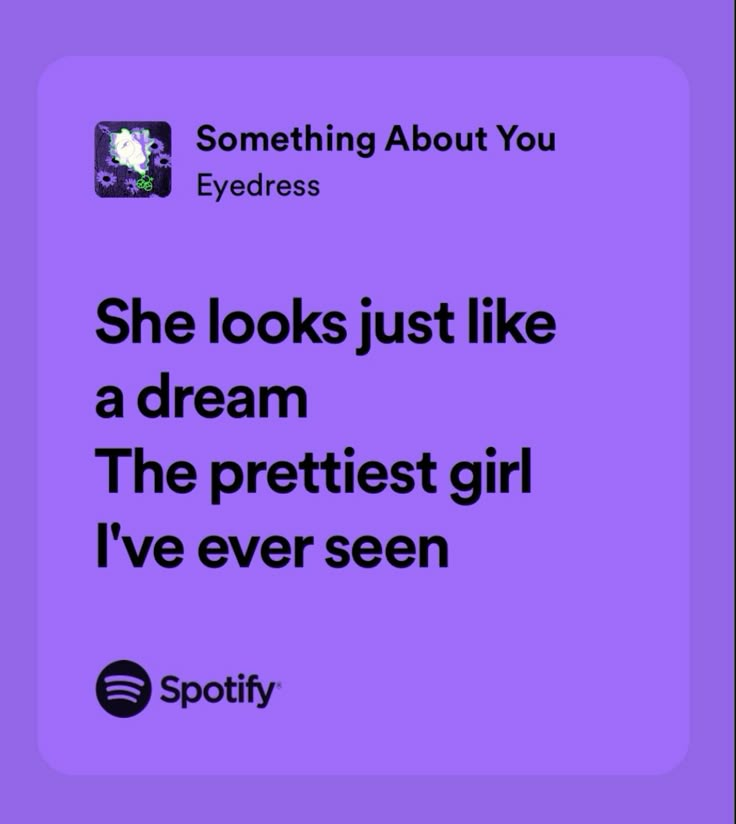 Something About You
Eyedress
She looks just like
a dream
The prettiest girl
I've ever seen
Spotify®